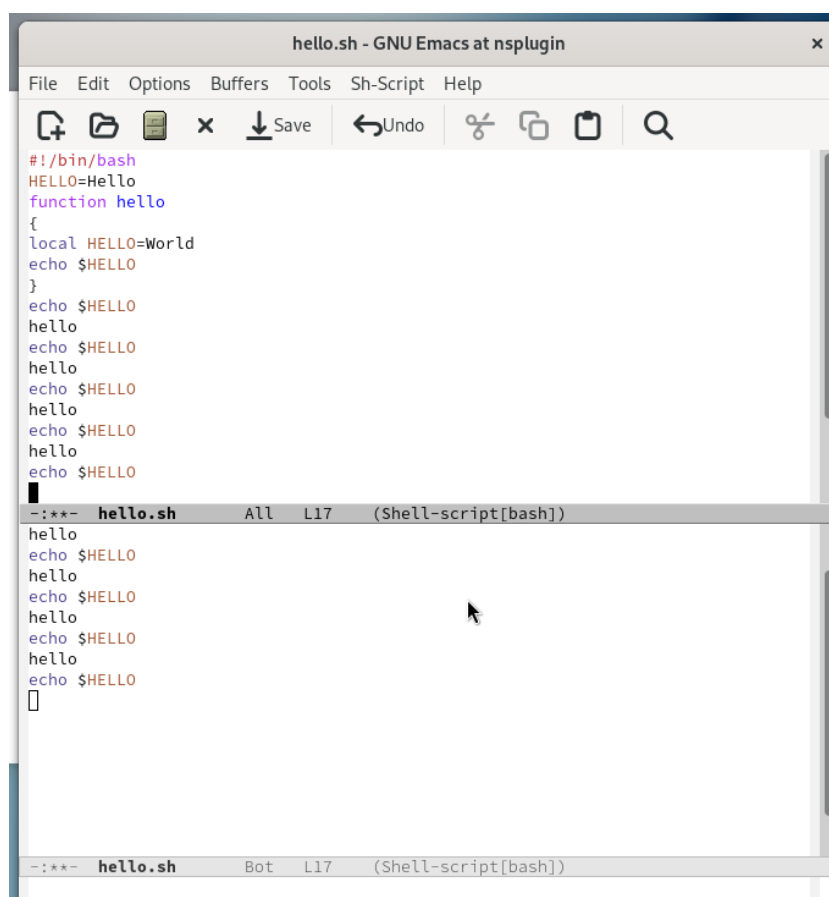 hello.sh - GNU Emacs at nsplugin ×
File Edit Options Buffers Tools Sh-Script Help
Save Undo
#!/bin/bash
HELLO=Hello
function hello
{
local HELLO=World
echo $HELLO
}
echo $HELLO
hello
echo $HELLO
hello
echo $HELLO
hello
echo $HELLO
hello
echo $HELLO
-:**- hello.sh All L17 (Shell-script[bash])
hello
echo $HELLO
hello
echo $HELLO
hello
echo $HELLO
hello
echo $HELLO
-:**- hello.sh Bot L17 (Shell-script[bash])